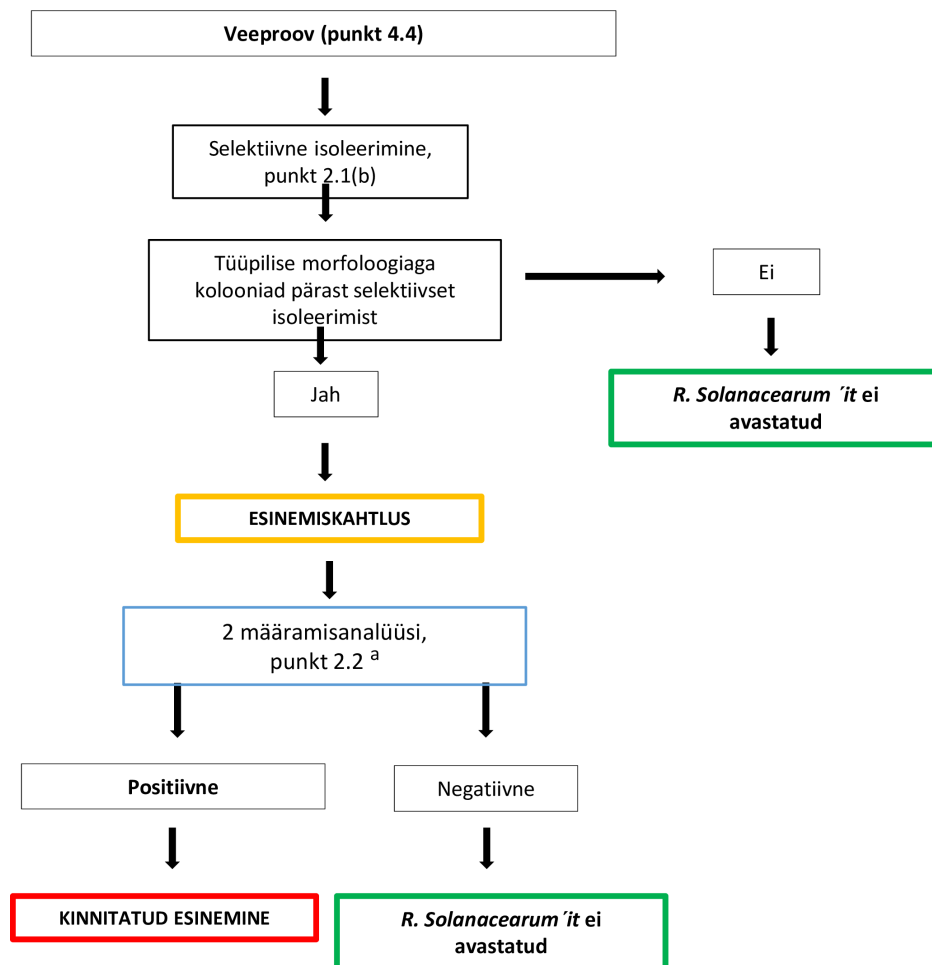 Veeproov (punkt 4.4)
Selektiivne isoleerimine,
punkt 2.1(b)
Tüüpilise morfoloogiaga
kolooniad pärast selektiivset
isoleerimist
Ei
Jah
R. Solanacearum ´it ei
avastatud
ESINEMISKAHTLUS
2 määramisanalüüsi,
punkt 2.2 a
Positiivne
Negatiivne
KINNITATUD ESINEMINE
R. Solanacearum´it ei
avastatud